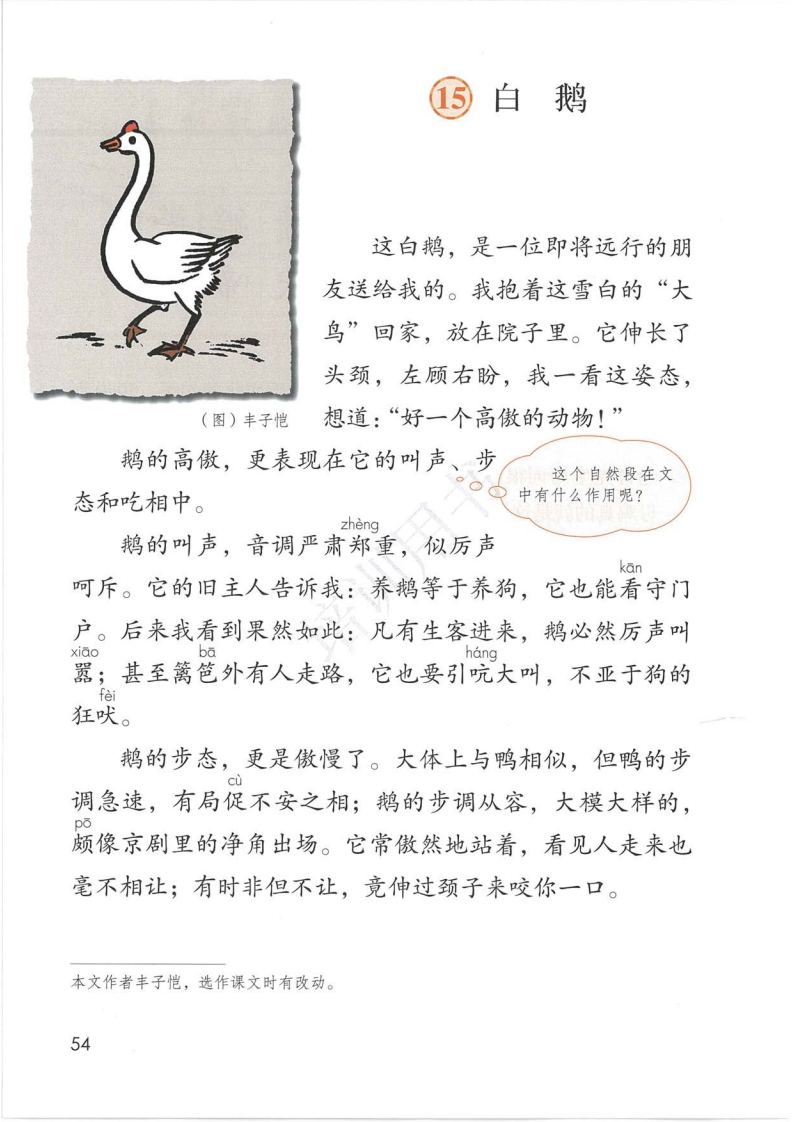 15 白鹅
这白鹅，是一位即将远行的朋
友送给我的。我抱着这雪白的“大
鸟”回家，放在院子里。它伸长了
头颈，左顾右盼，我一看这姿态，
想道：“好一个高傲的动物！”
（图）丰子恺
鹅的高傲，更表现在它的叫声、步
态和吃相中。
这个自然段在文
中有什么作用呢？
zhèng
鹅的叫声，音调严肃郑重，似厉声
kān
呵斥。它的旧主人告诉我：养鹅等于养狗，它也能看守门
户。后来我看到果然如此：凡有生客进来，鹅必然厉声叫
xiāo bā háng
嚣；甚至篱笆外有人走路，它也要引吭大叫，不亚于狗的
fèi
狂吠。
鹅的步态，更是傲慢了。大体上与鸭相似，但鸭的步
cù
调急速，有局促不安之相；鹅的步调从容，大模大样的，
pō
颇像京剧里的净角出场。它常傲然地站着，看见人走来也
毫不相让；有时非但不让，竟伸过颈子来咬你一口。
本文作者丰子恺，选作课文时有改动。
54
培训用书